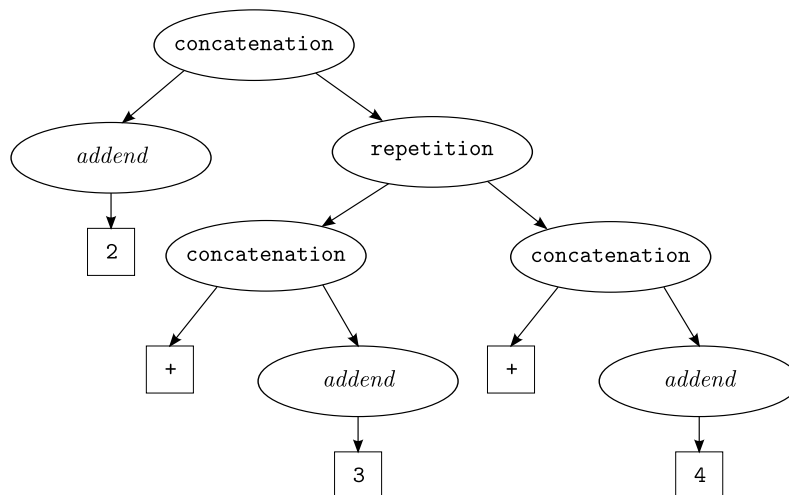 concatenation
addend
repetition
2
concatenation
concatenation
+
addend
+
addend
3
4